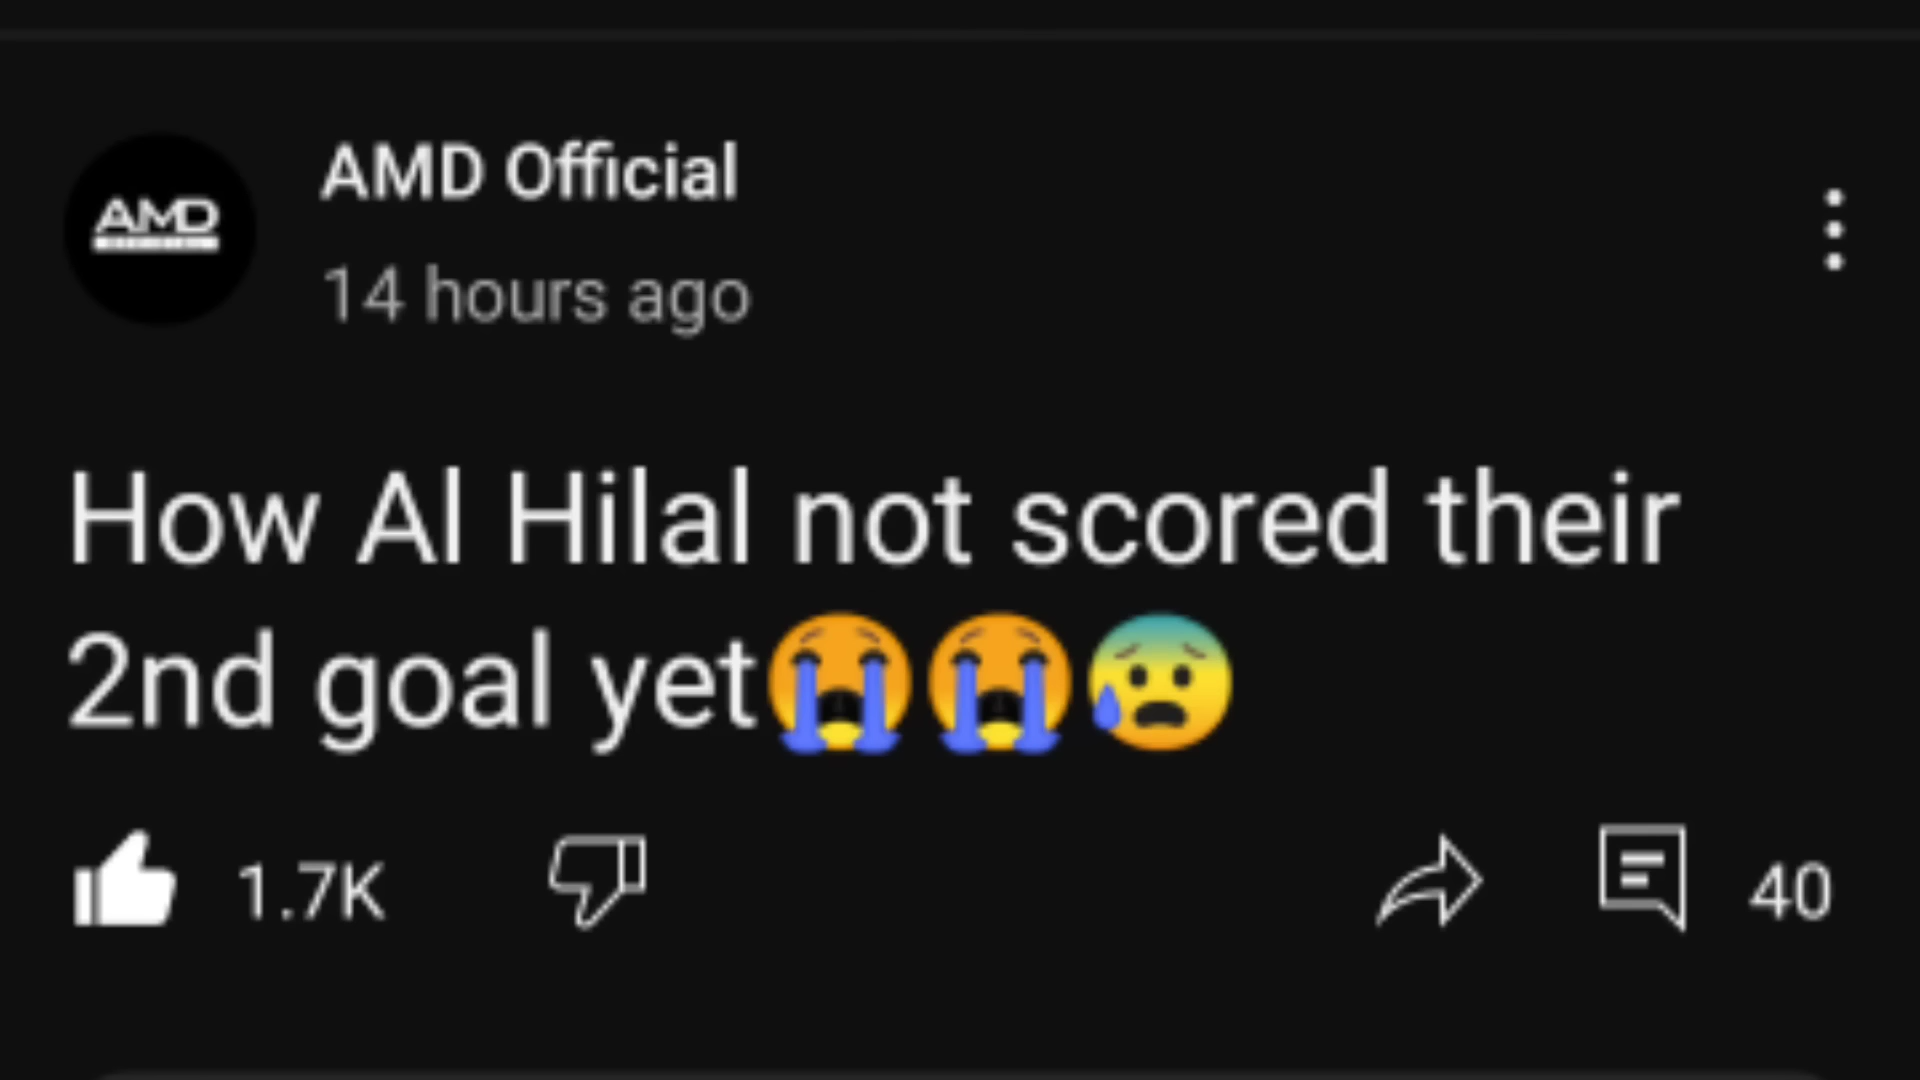 AMD
AMD Official
14 hours ago
How Al Hilal not scored their
2nd goal yet😭😭😰
1.7K
40